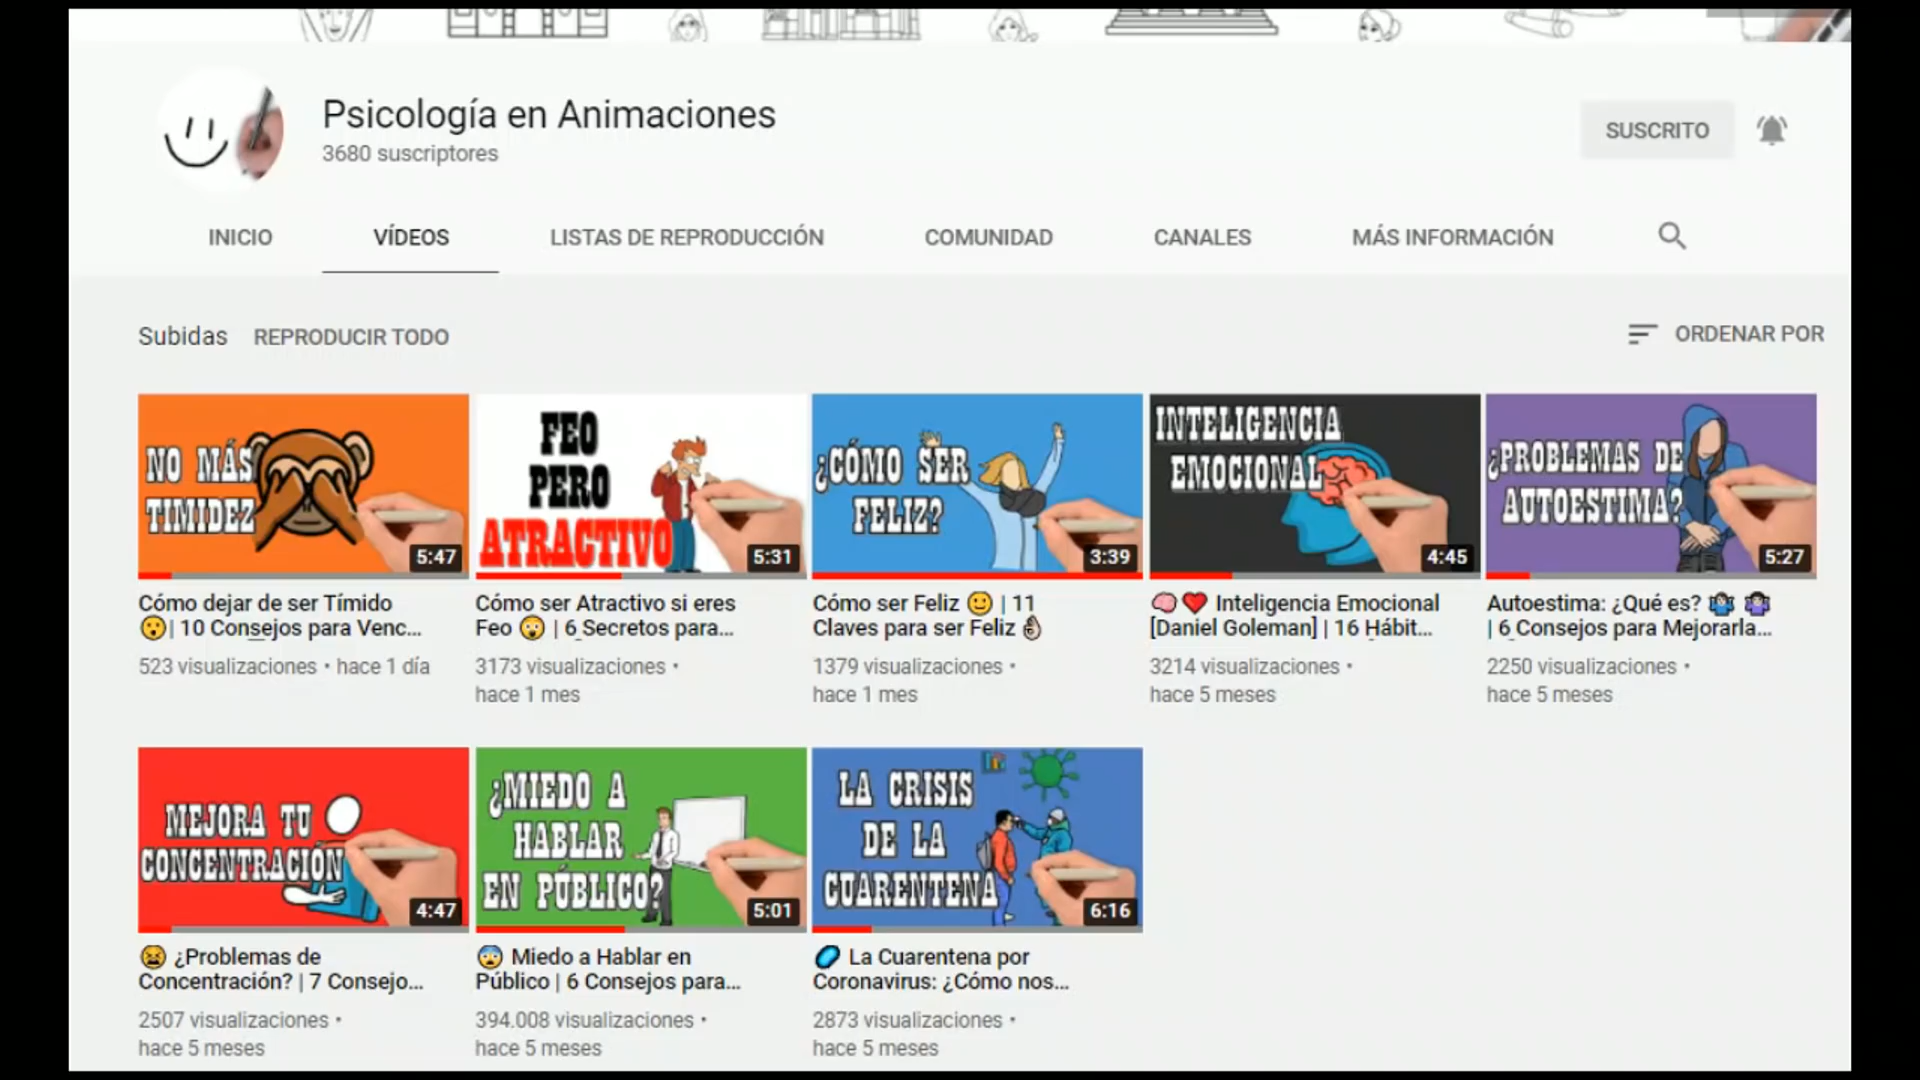 Psicología en Animaciones
3680 suscriptores
SUSCRITO
INICIO
VÍDEOS
LISTAS DE REPRODUCCIÓN
COMUNIDAD
CANALES
MÁS INFORMACIÓN
Subidas
REPRODUCIR TODO
ORDENAR POR
NO MÁS
TIMIDEZ
5:47
Cómo dejar de ser Tímido
😮| 10 Consejos para Venc...
523 visualizaciones • hace 1 día
FEO
PERO
ATRACTIVO
5:31
Cómo ser Atractivo si eres
Feo 😮 | 6 Secretos para...
3173 visualizaciones •
hace 1 mes
¿CÓMO SER
FELIZ?
3:39
Cómo ser Feliz 🙂 | 11
Claves para ser Feliz 👌
1379 visualizaciones •
hace 1 mes
INTELIGENCIA
EMOCIONAL
4:45
🧠❤️ Inteligencia Emocional
[Daniel Goleman] | 16 Hábit...
3214 visualizaciones •
hace 5 meses
¿PROBLEMAS DE
AUTOESTIMA?
5:27
Autoestima: ¿Qué es? 🤷‍♂️ 🤷‍♀️
| 6 Consejos para Mejorarla...
2250 visualizaciones •
hace 5 meses
MEJORA TU
CONCENTRACIÓN
4:47
😫 ¿Problemas de
Concentración? | 7 Consejo...
2507 visualizaciones •
hace 5 meses
¿MIEDO A
HABLAR
EN PÚBLICO?
5:01
😨 Miedo a Hablar en
Público | 6 Consejos para...
394.008 visualizaciones •
hace 5 meses
LA CRISIS
DE LA
CUARENTENA
6:16
🧪 La Cuarentena por
Coronavirus: ¿Cómo nos...
2873 visualizaciones •
hace 5 meses